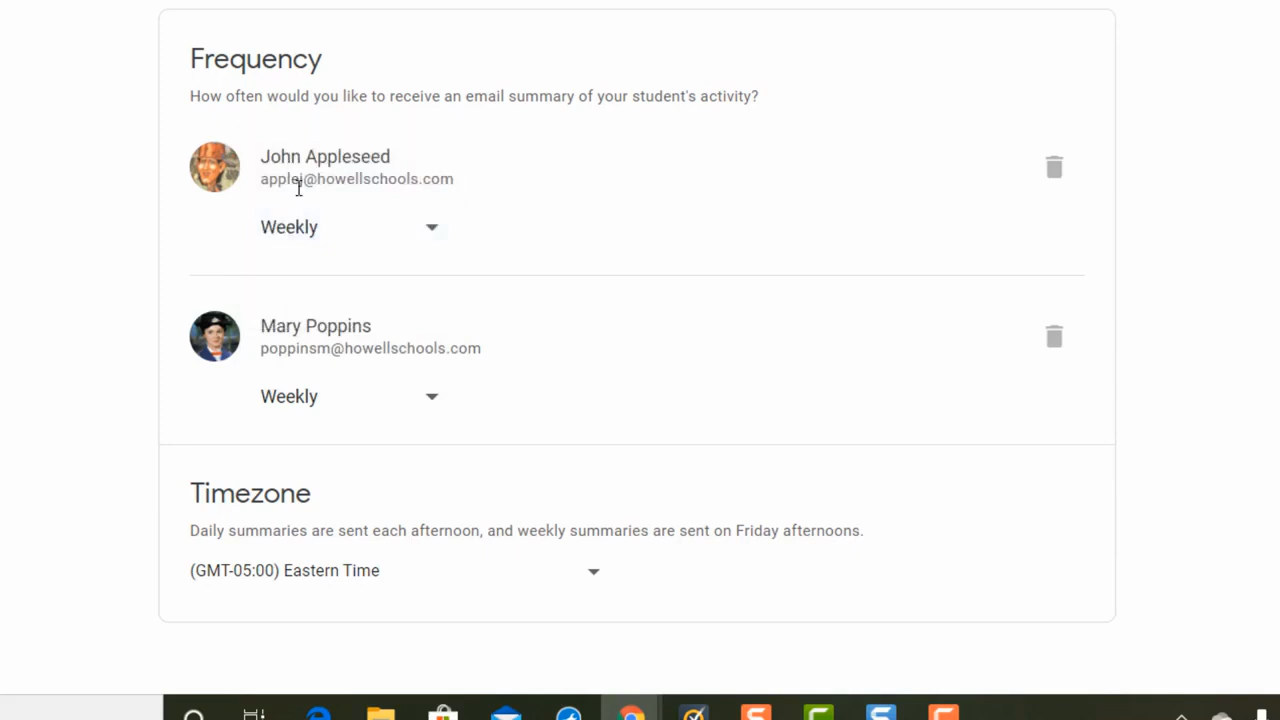 Frequency
How often would you like to receive an email summary of your student's activity?
John Appleseed
applej@howellschools.com
Weekly
Mary Poppins
poppinsm@howellschools.com
Weekly
Timezone
Daily summaries are sent each afternoon, and weekly summaries are sent on Friday afternoons.
(GMT-05:00) Eastern Time